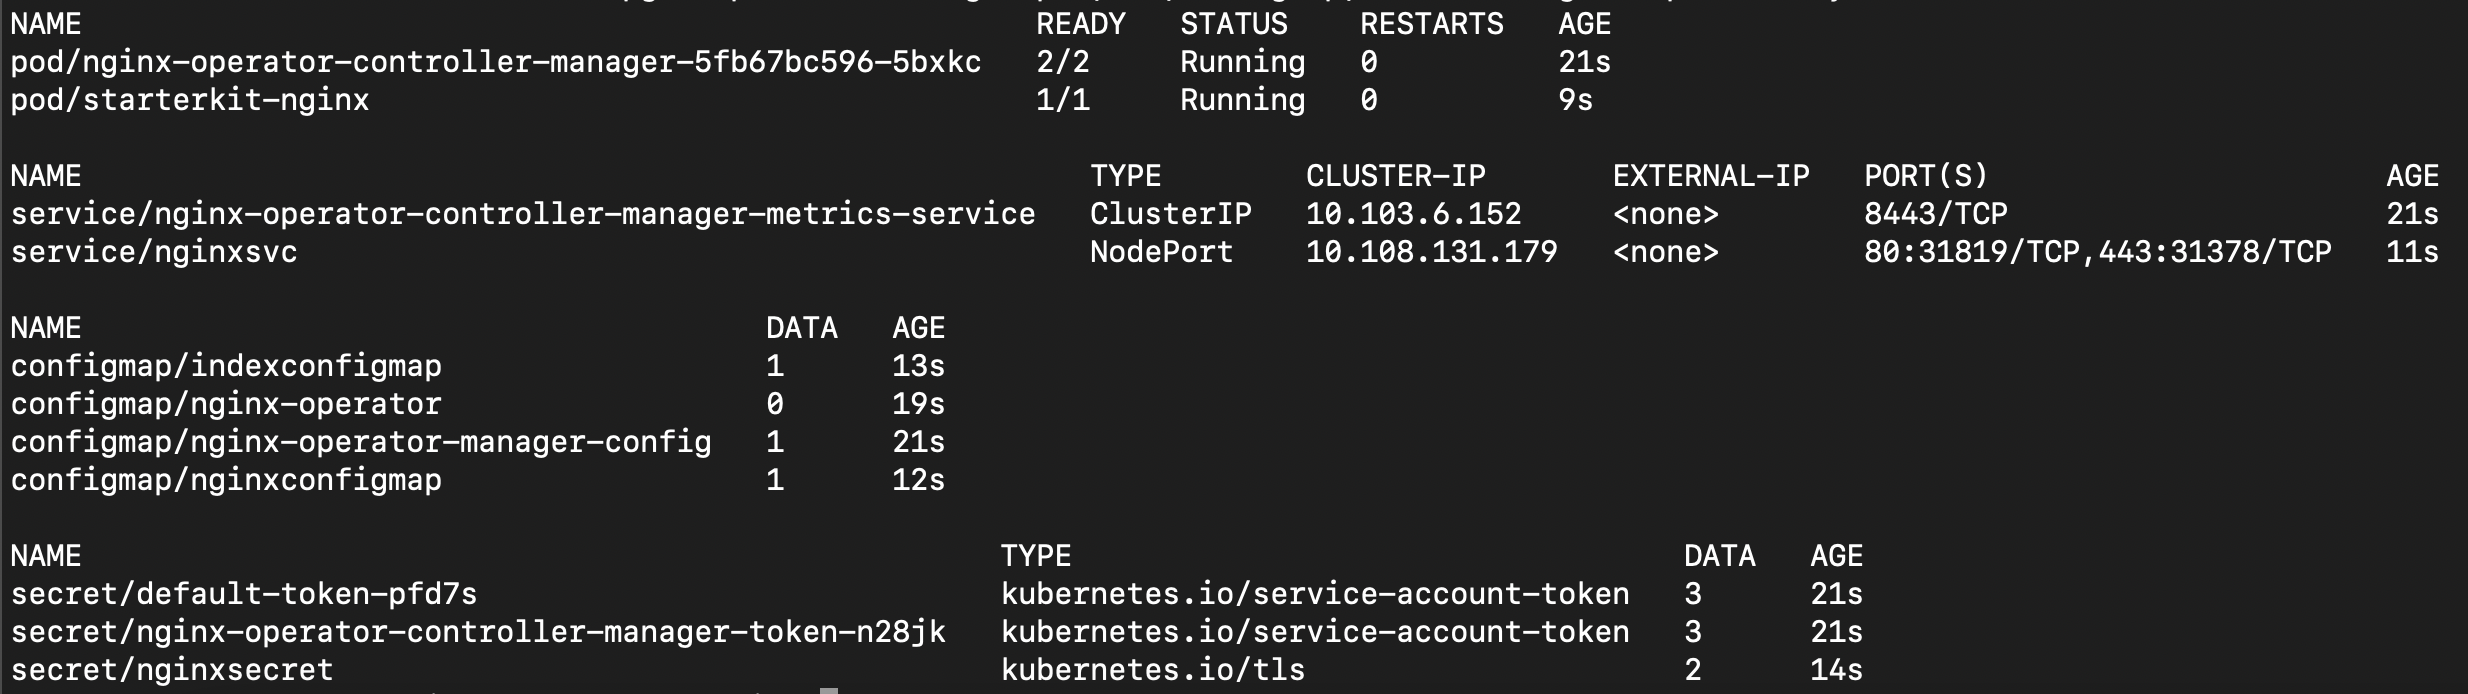 NAME READY STATUS RESTARTS AGE
pod/nginx-operator-controller-manager-5fb67bc596-5bxkc 2/2 Running 0 21s
pod/starterkit-nginx 1/1 Running 0 9s
NAME TYPE CLUSTER-IP EXTERNAL-IP PORT(S) AGE
service/nginx-operator-controller-manager-metrics-service ClusterIP 10.103.6.152 <none> 8443/TCP 21s
service/nginxsvc NodePort 10.108.131.179 <none> 80:31819/TCP,443:31378/TCP 11s
NAME DATA AGE
configmap/indexconfigmap 1 13s
configmap/nginx-operator 0 19s
configmap/nginx-operator-manager-config 1 21s
configmap/nginxconfigmap 1 12s
NAME TYPE DATA AGE
secret/default-token-pfd7s kubernetes.io/service-account-token 3 21s
secret/nginx-operator-controller-manager-token-n28jk kubernetes.io/service-account-token 3 21s
secret/nginxsecret kubernetes.io/tls 2 14s